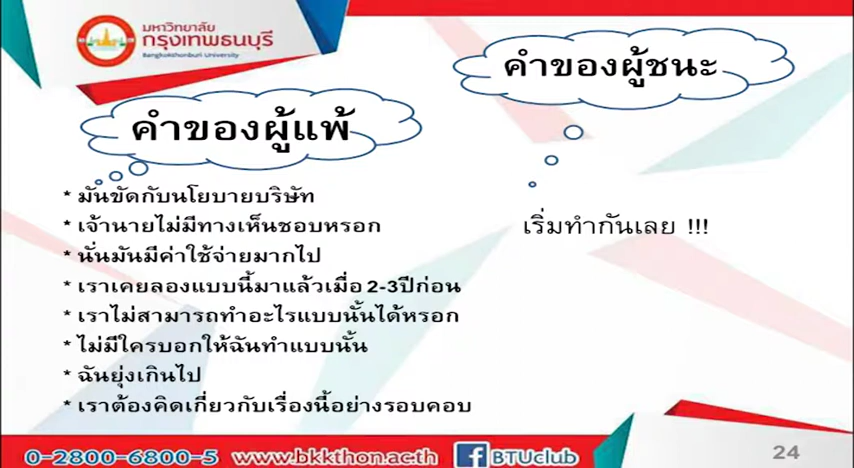 มหาวิทยาลัย
กรุงเทพธนบุรี
Bangkokthonburi University
คำของผู้ชนะ
คำของผู้แพ้
* มันขัดกับนโยบายบริษัท
* เจ้านายไม่มีทางเห็นชอบหรอก
* นั่นมันมีค่าใช้จ่ายมากไป
* เราเคยลองแบบนี้มาแล้วเมื่อ 2-3ปีก่อน
* เราไม่สามารถทำอะไรแบบนั้นได้หรอก
* ไม่มีใครบอกให้ฉันทำแบบนั้น
* ฉันยุ่งเกินไป
* เราต้องคิดเกี่ยวกับเรื่องนี้อย่างรอบคอบ
เริ่มทำกันเลย !!!
0-2800-6800-5 www.bkkthon.ac.th f BTUclub
24